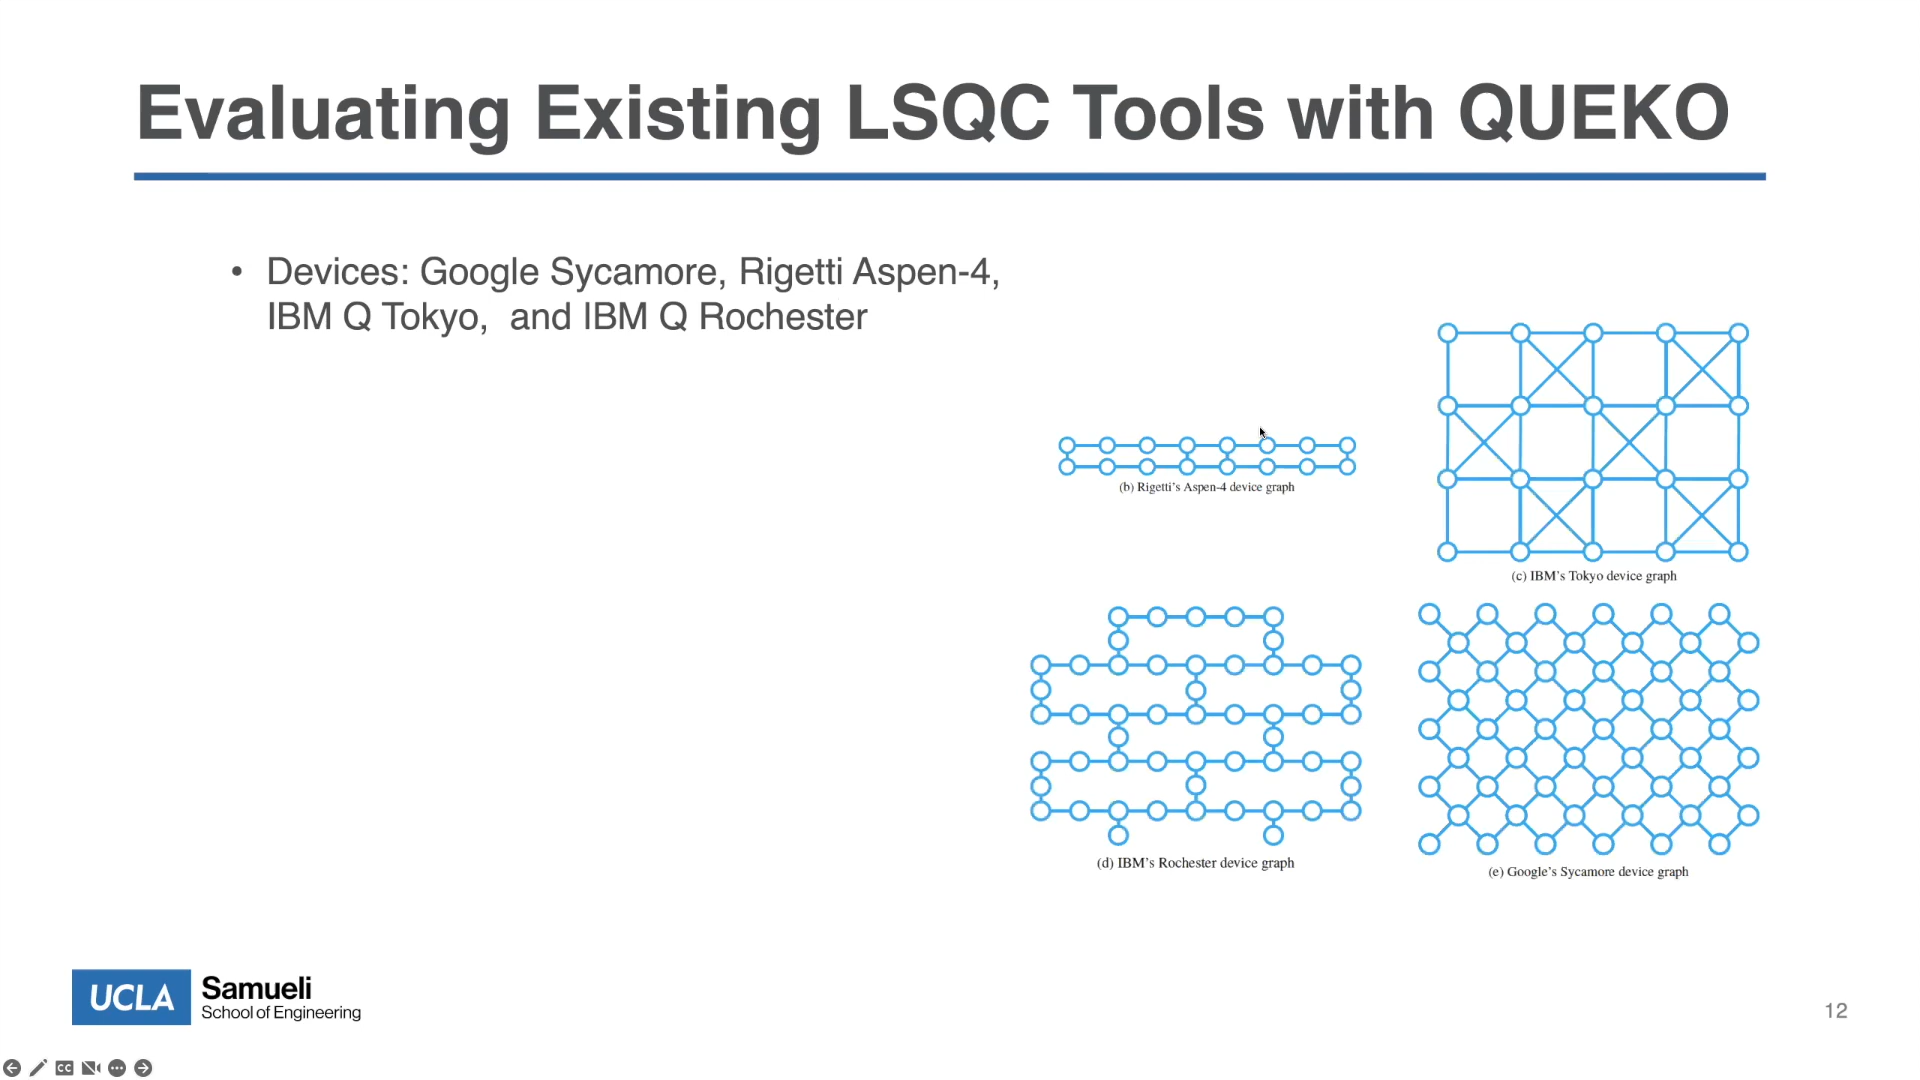 Evaluating Existing LSQC Tools with QUEKO
• Devices: Google Sycamore, Rigetti Aspen-4,
IBM Q Tokyo,  and IBM Q Rochester
(b) Rigetti's Aspen-4 device graph
(c) IBM's Tokyo device graph
(d) IBM's Rochester device graph
(e) Google's Sycamore device graph
UCLA
Samueli
School of Engineering
12
CC